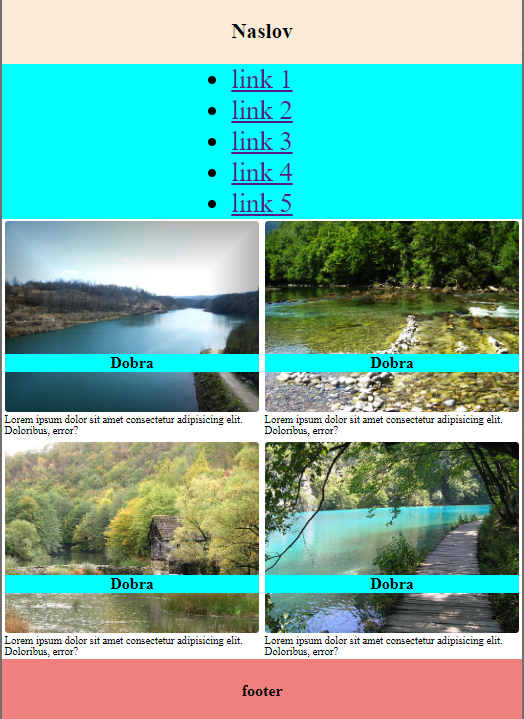 Naslov
link 1
link 2
link 3
link 4
link 5
Dobra
Lorem ipsum dolor sit amet consectetur adipisicing elit.
Doloribus, error?
Dobra
Lorem ipsum dolor sit amet consectetur adipisicing elit.
Doloribus, error?
Dobra
Lorem ipsum dolor sit amet consectetur adipisicing elit.
Doloribus, error?
Dobra
Lorem ipsum dolor sit amet consectetur adipisicing elit.
Doloribus, error?
footer